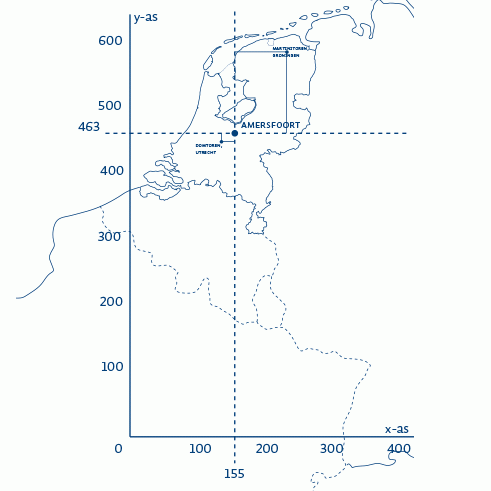 y-as
600
MARTINITOREN,
GRONINGEN
500
463
AMERSFOORT
DOMTOREN,
UTRECHT
400
300
200
100
x-as
0
100
200
300
400
155